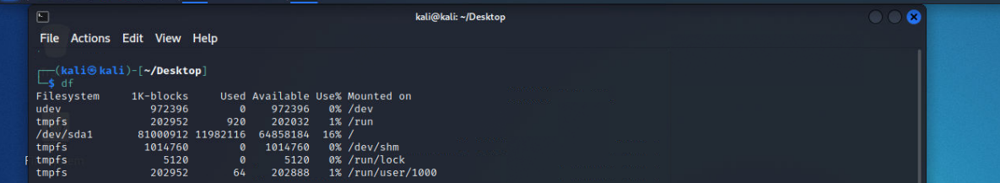 kali@kali: ~/Desktop
File Actions Edit View Help
┌──(kali㉿kali)-[~/Desktop]
└─$ df
Filesystem     1K-blocks     Used Available Use% Mounted on
udev              972396        0    972396   0% /dev
tmpfs             202952      920    202032   1% /run
/dev/sda1       81000912 11982116  64858184  16% /
tmpfs            1014760        0   1014760   0% /dev/shm
tmpfs               5120        0      5120   0% /run/lock
tmpfs             202952       64    202888   1% /run/user/1000